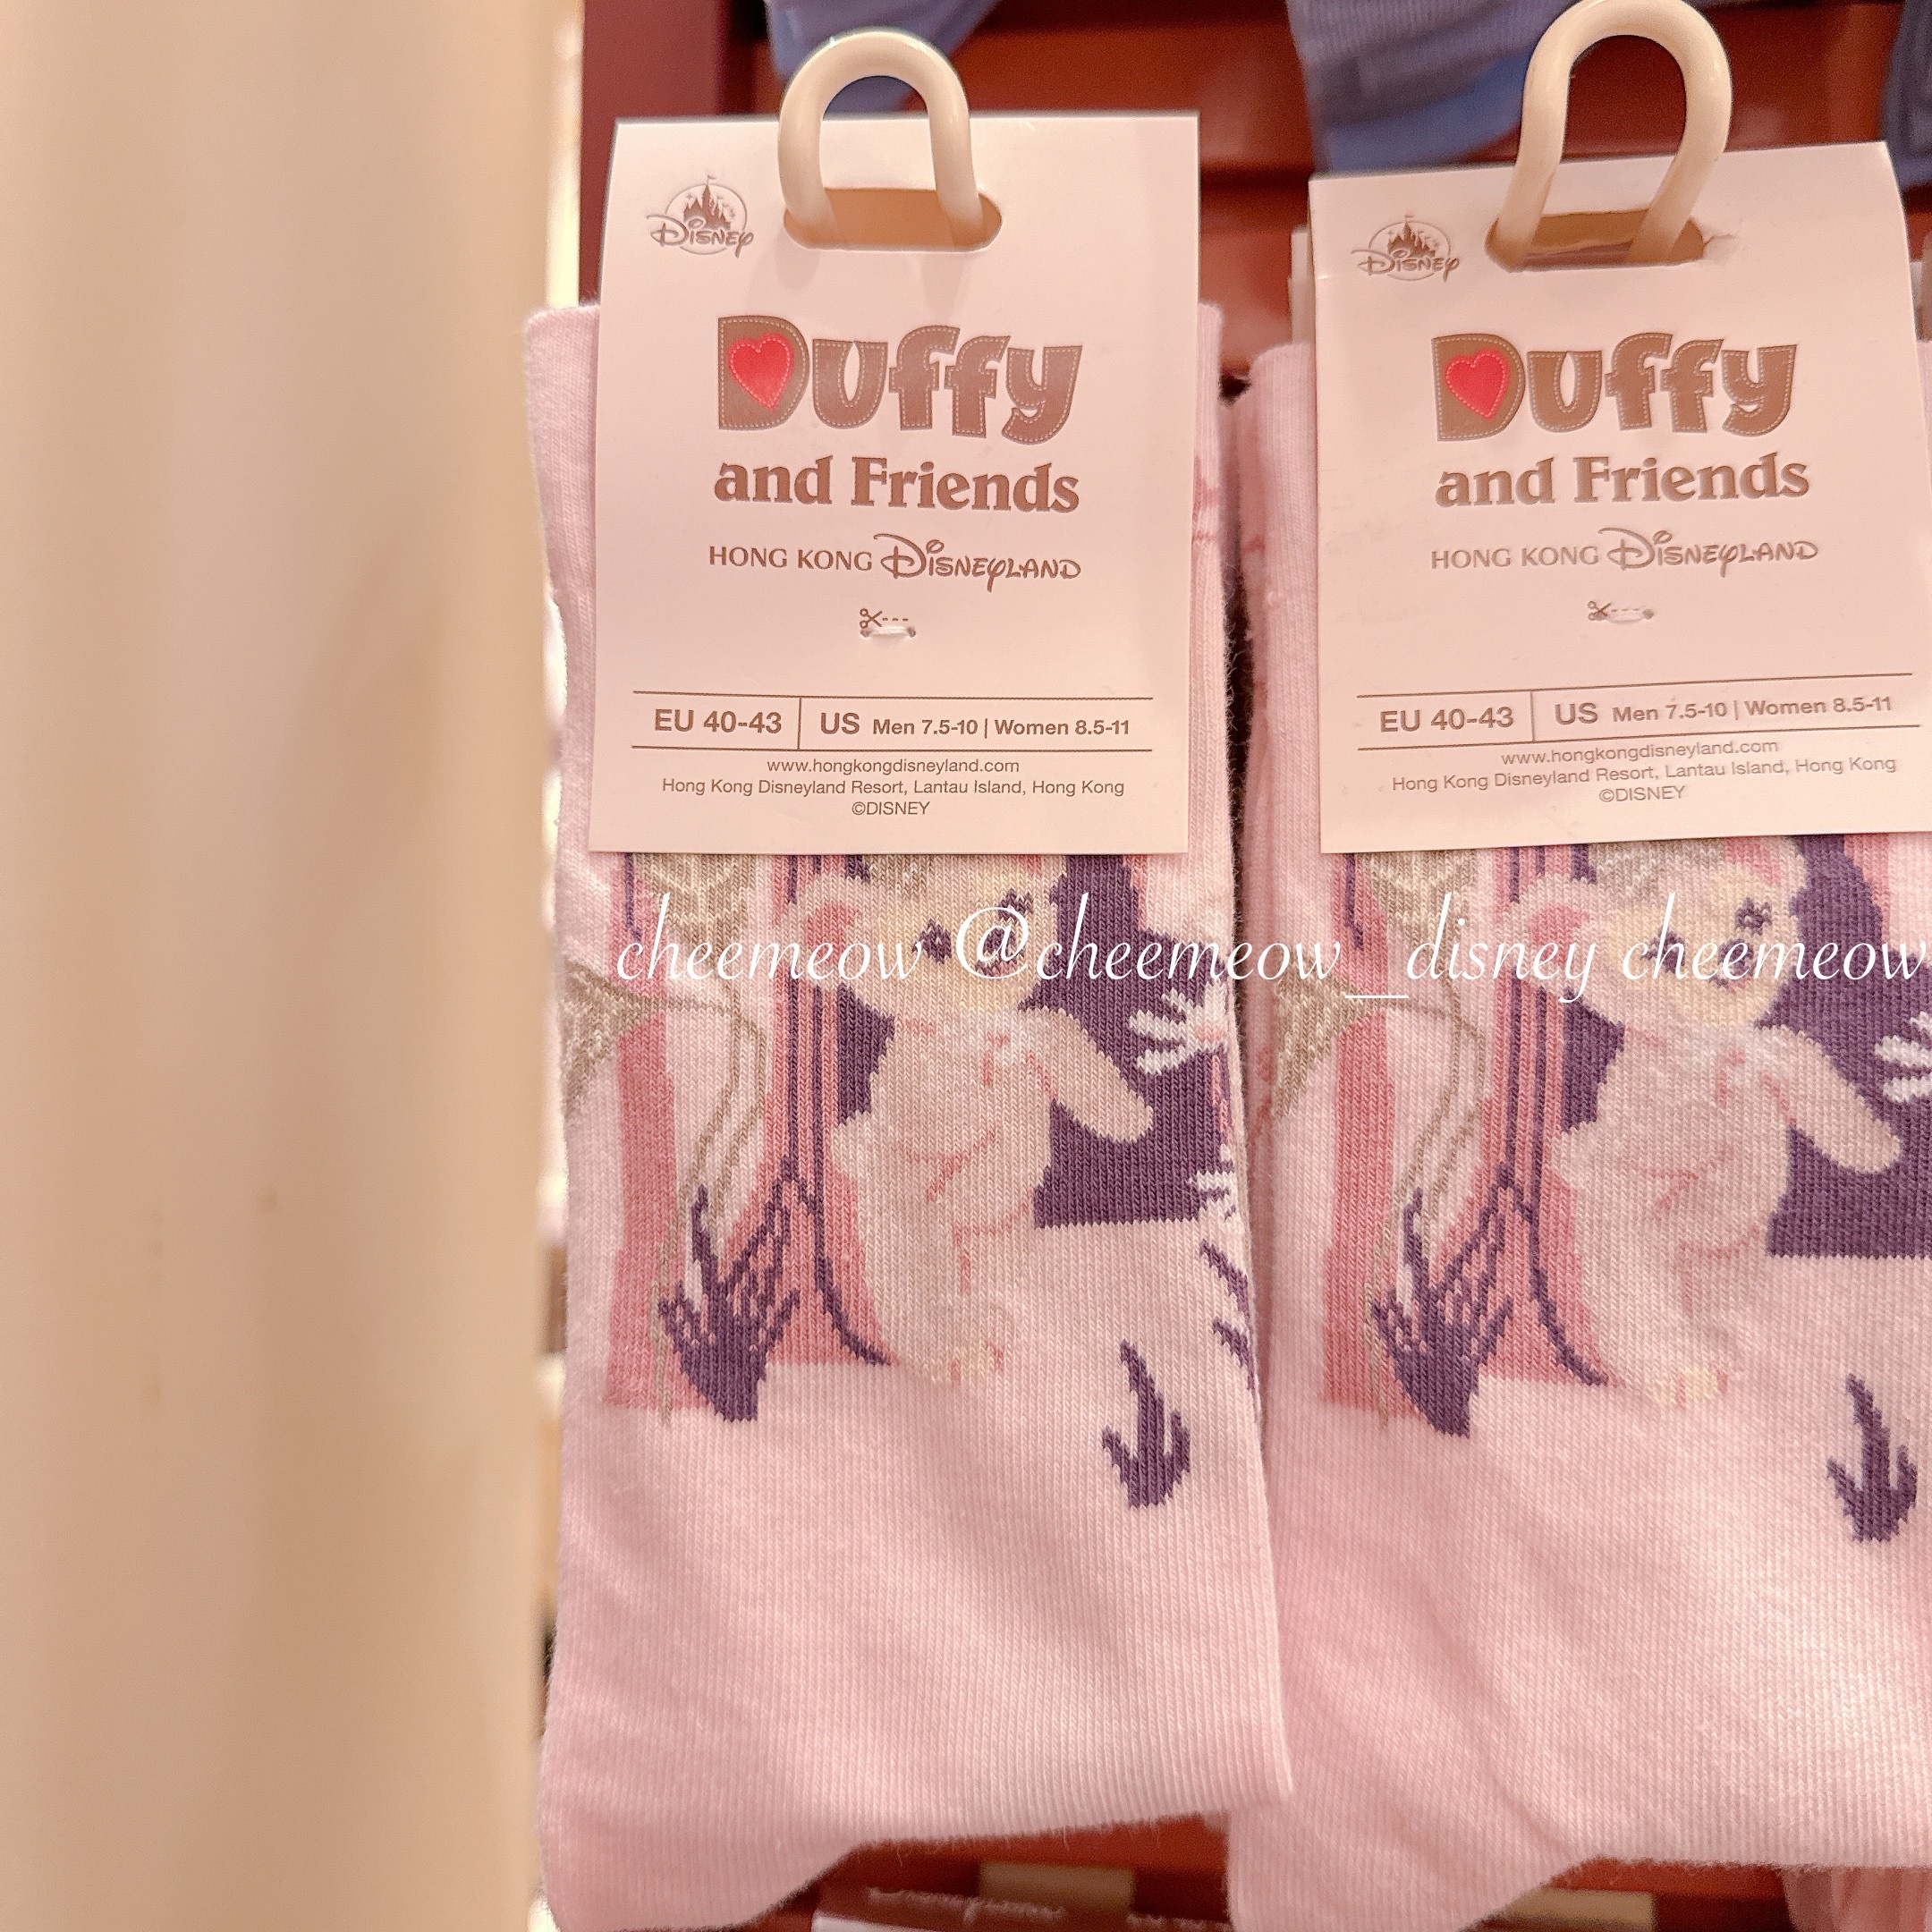 Disney
Duffy
and Friends
HONG KONG Disneyland
EU 40-43 US Men 7.5-10 | Women 8.5-11
www.hongkongdisneyland.com
Hong Kong Disneyland Resort, Lantau Island, Hong Kong
©DISNEY
Disney
Duffy
and Friends
HONG KONG Disneyland
EU 40-43 US Men 7.5-10 | Women 8.5-11
www.hongkongdisneyland.com
Hong Kong Disneyland Resort, Lantau Island, Hong Kong
©DISNEY
cheemeow @cheemeow_disney cheemeow